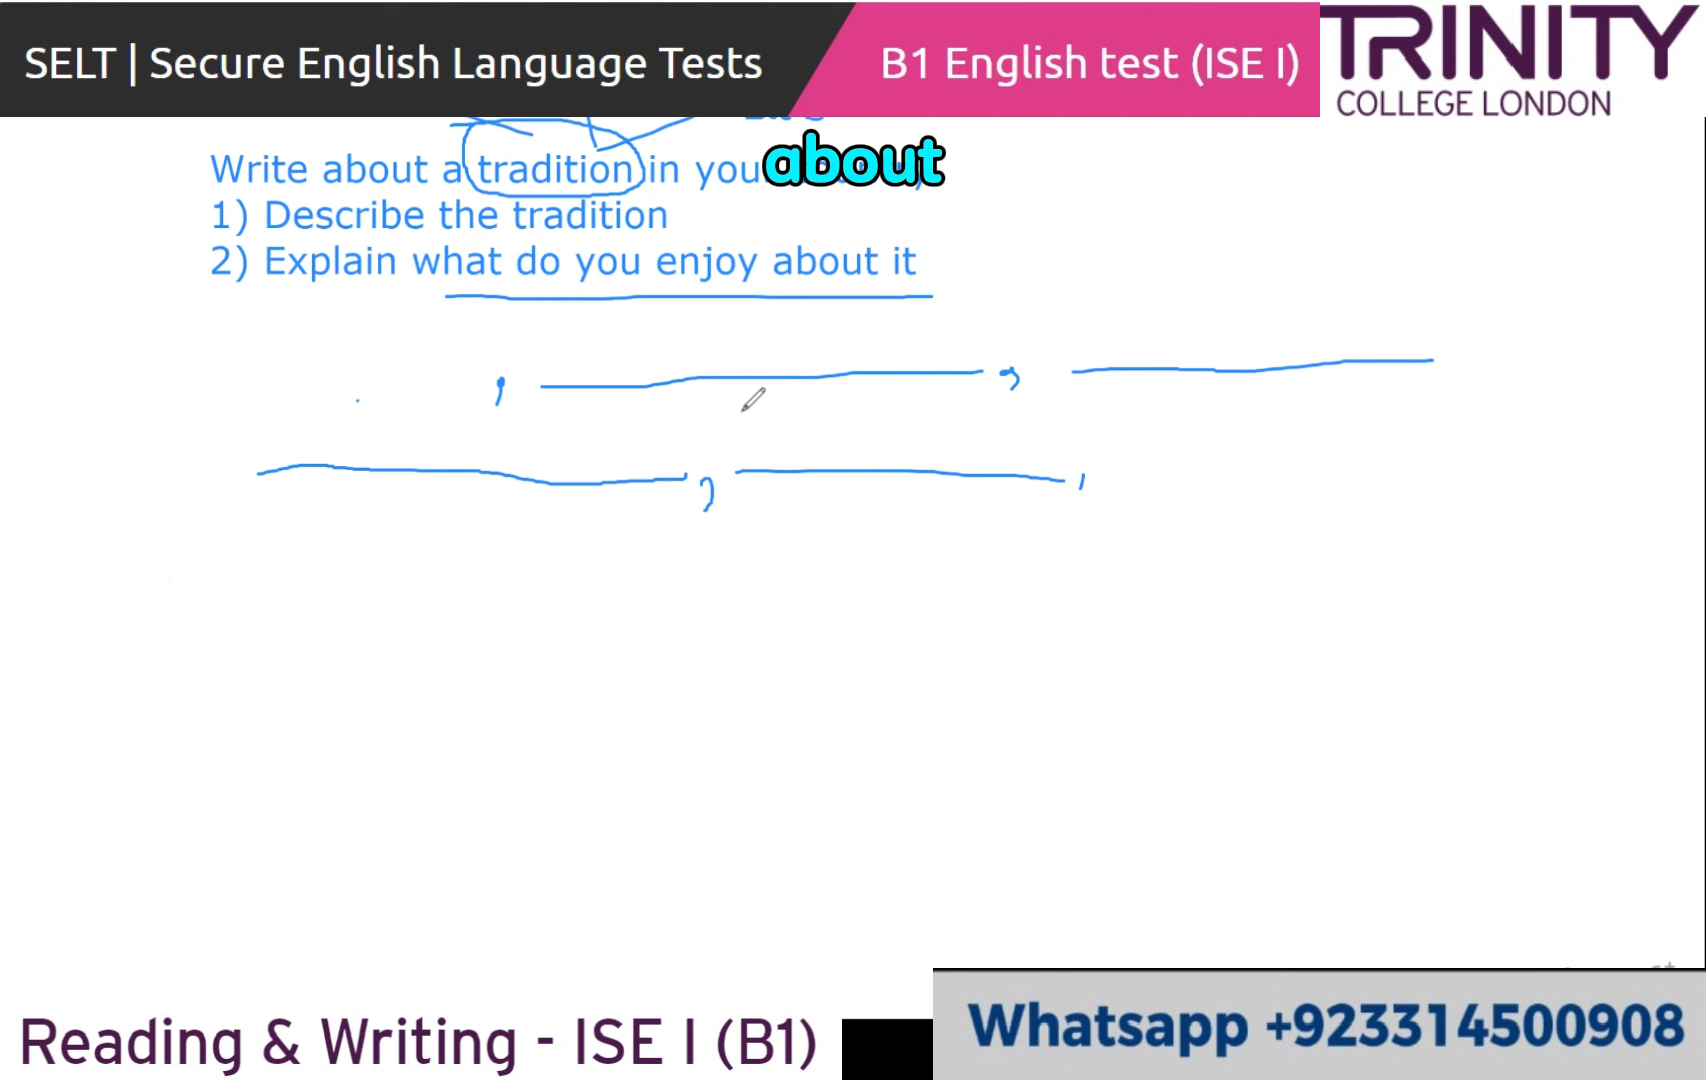 SELT | Secure English Language Tests
B1 English test (ISE I)
TRINITY
COLLEGE LONDON
Write about a tradition in you
about
1) Describe the tradition
2) Explain what do you enjoy about it
Reading & Writing - ISE I (B1)
Whatsapp +923314500908